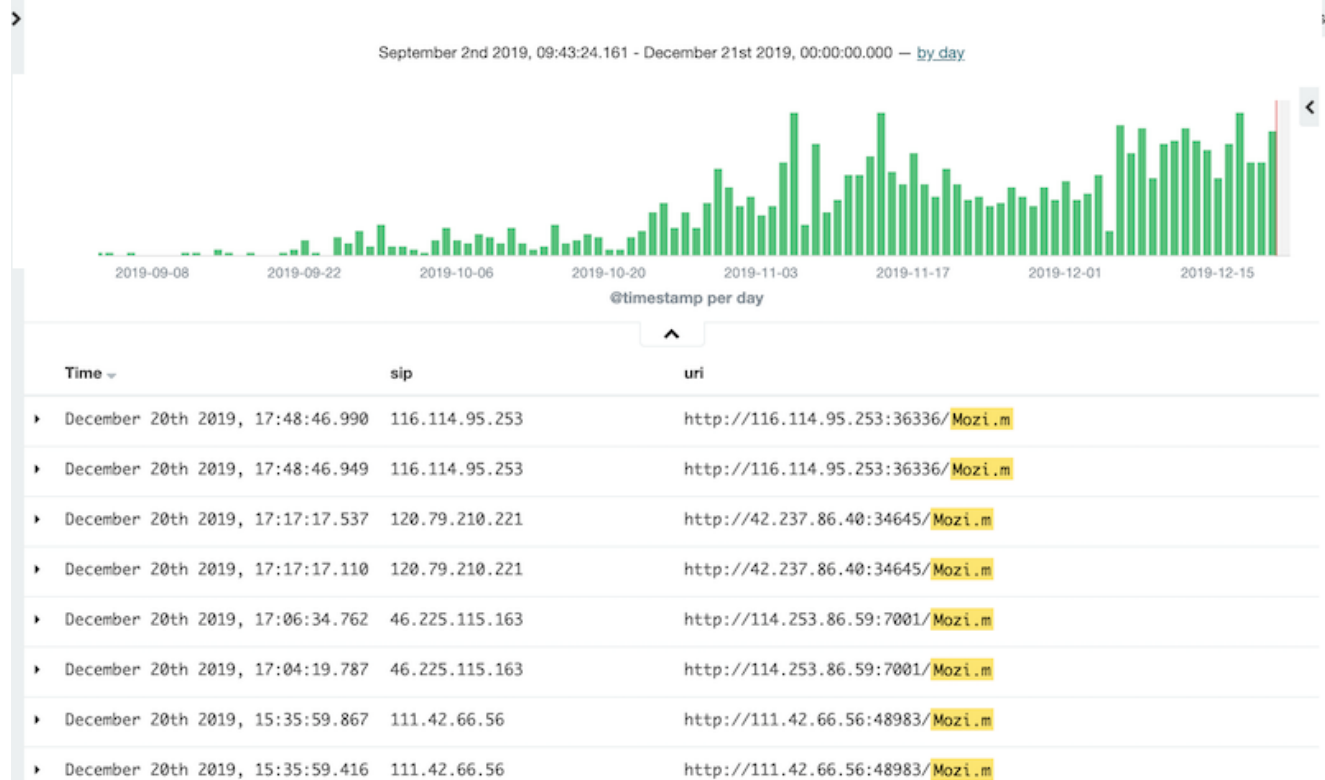 September 2nd 2019, 09:43:24.161 - December 21st 2019, 00:00:00.000 — by day
2019-09-08 2019-09-22 2019-10-06 2019-10-20 2019-11-03 2019-11-17 2019-12-01 2019-12-15
@timestamp per day
Time sip uri
December 20th 2019, 17:48:46.990 116.114.95.253 http://116.114.95.253:36336/Mozi.m
December 20th 2019, 17:48:46.949 116.114.95.253 http://116.114.95.253:36336/Mozi.m
December 20th 2019, 17:17:17.537 120.79.210.221 http://42.237.86.40:34645/Mozi.m
December 20th 2019, 17:17:17.110 120.79.210.221 http://42.237.86.40:34645/Mozi.m
December 20th 2019, 17:06:34.762 46.225.115.163 http://114.253.86.59:7001/Mozi.m
December 20th 2019, 17:04:19.787 46.225.115.163 http://114.253.86.59:7001/Mozi.m
December 20th 2019, 15:35:59.867 111.42.66.56 http://111.42.66.56:48983/Mozi.m
December 20th 2019, 15:35:59.416 111.42.66.56 http://111.42.66.56:48983/Mozi.m